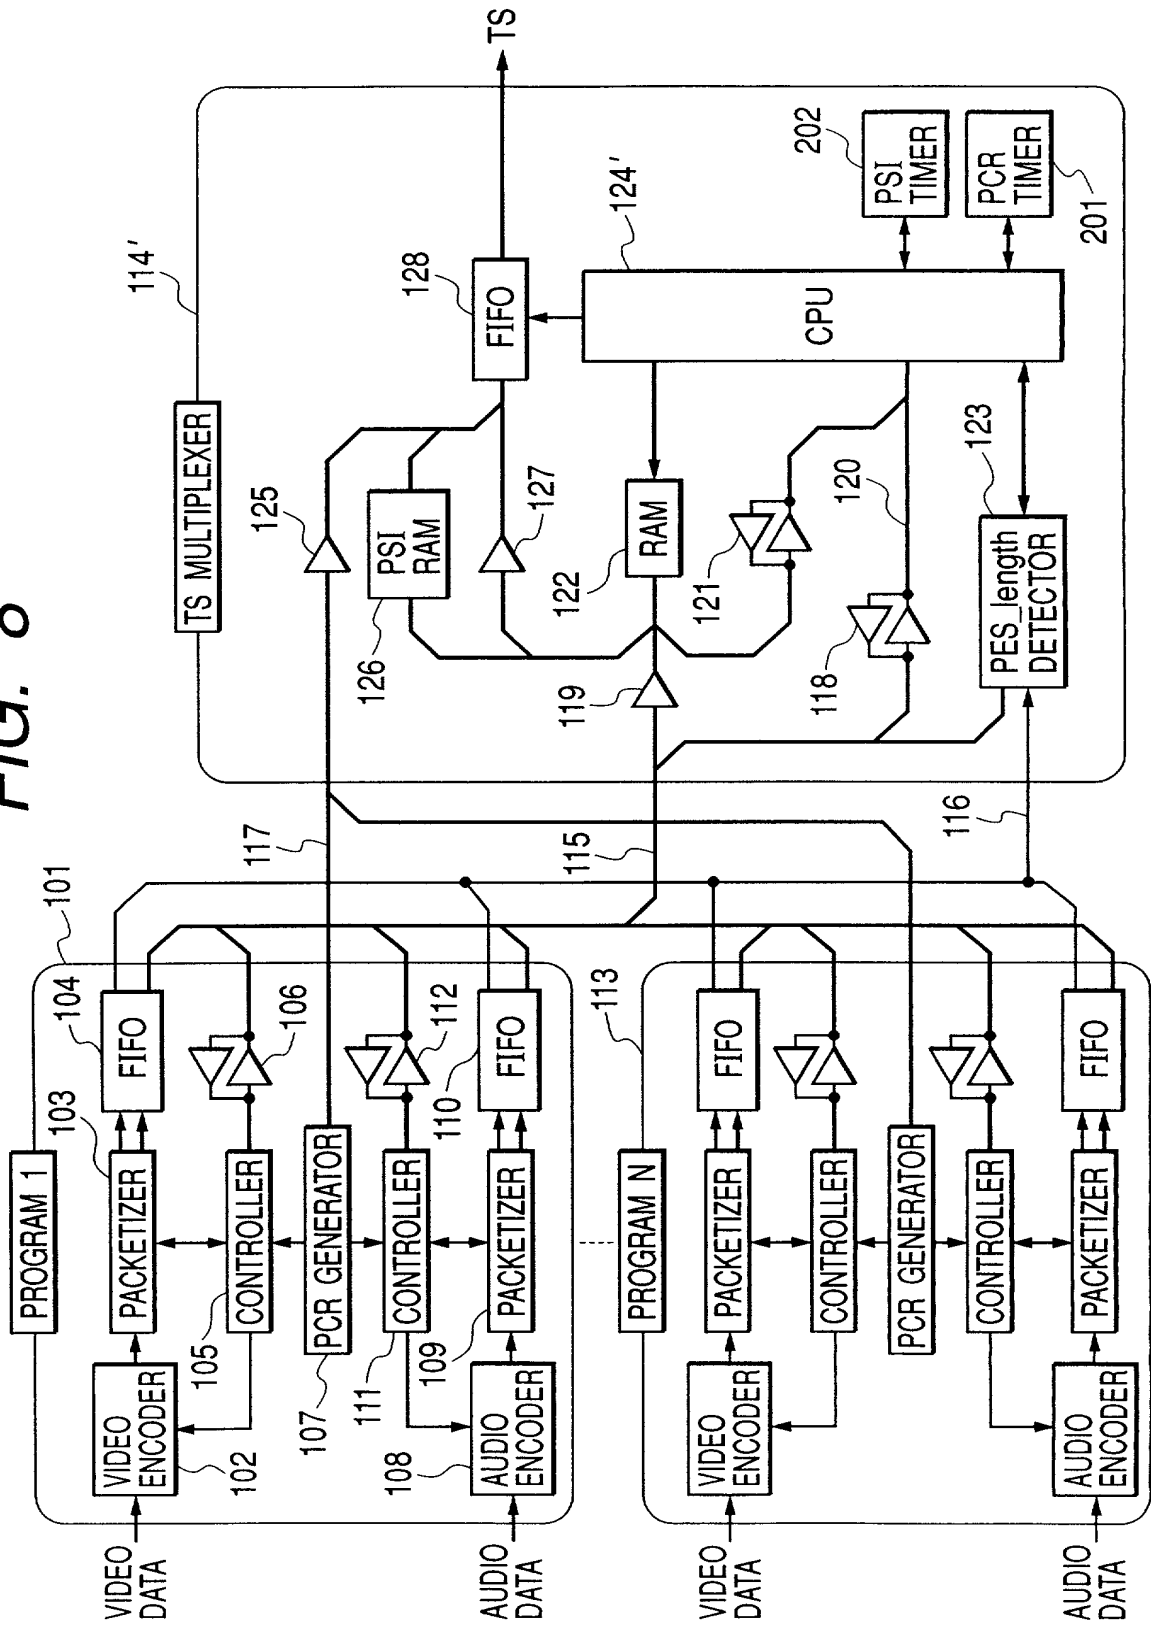 FIG. 8
101
PROGRAM 1
VIDEO
DATA
VIDEO
ENCODER
102
PACKETIZER
103
FIFO
104
CONTROLLER
105
106
PCR GENERATOR
107
CONTROLLER
111
112
AUDIO
DATA
AUDIO
ENCODER
108
PACKETIZER
109
FIFO
110
113
PROGRAM N
VIDEO
DATA
VIDEO
ENCODER
PACKETIZER
FIFO
CONTROLLER
PCR GENERATOR
CONTROLLER
AUDIO
DATA
AUDIO
ENCODER
PACKETIZER
FIFO
117
115
116
TS MULTIPLEXER
114'
125
PSI
RAM
126
127
FIFO
128
TS
119
RAM
122
121
118
120
PES_length
DETECTOR
123
CPU
124'
PSI
TIMER
202
PCR
TIMER
201